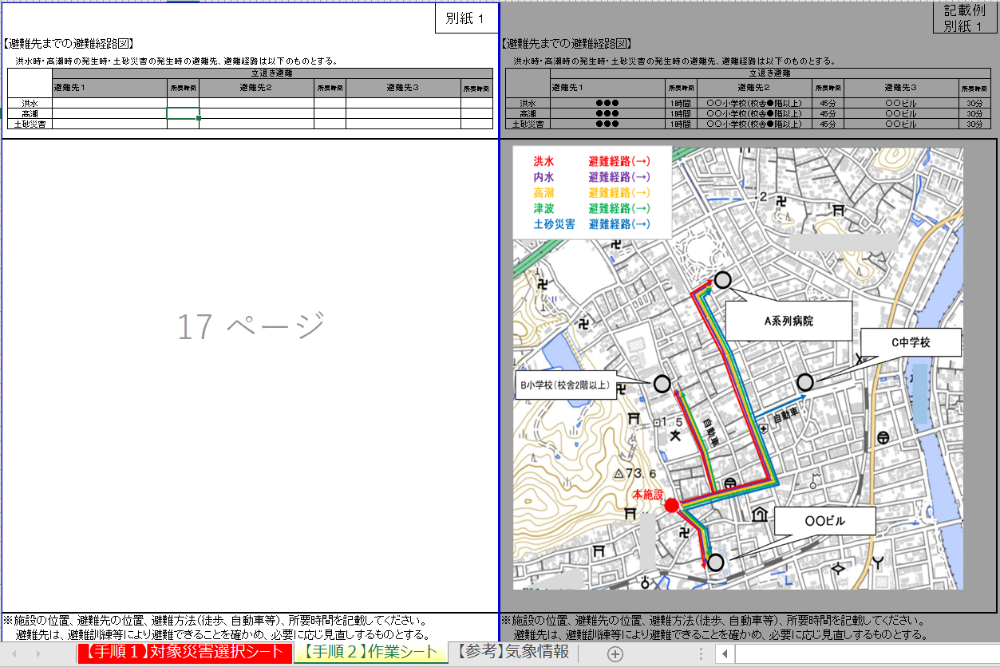 別紙1
【避難先までの避難経路図】
洪水時・高潮時の発生時・土砂災害の発生時の避難先、避難経路は以下のものとする。
立退き避難
避難先1 所要時間 避難先2 所要時間 避難先3 所要時間
洪水
高潮
土砂災害
17 ページ
※施設の位置、避難先の位置、避難方法(徒歩、自動車等)、所要時間を記載してください。
避難先は、避難訓練等により避難できることを確かめ、必要に応じ見直しするものとする。
記載例
別紙1
【避難先までの避難経路図】
洪水時・高潮時の発生時・土砂災害の発生時の避難先、避難経路は以下のものとする。
立退き避難
避難先1 所要時間 避難先2 所要時間 避難先3 所要時間
洪水 ●●● 1時間 〇〇小学校(校舎●階以上) 45分 〇〇ビル 30分
高潮 ●●● 1時間 〇〇小学校(校舎●階以上) 45分 〇〇ビル 30分
土砂災害 ●●● 1時間 〇〇小学校(校舎●階以上) 45分 〇〇ビル 30分
洪水 避難経路(→)
内水 避難経路(→)
高潮 避難経路(→)
津波 避難経路(→)
土砂災害 避難経路(→)
・2
A系列病院
C中学校
B小学校(校舎2階以上)
自動車
1.5
自動車
73.6
本施設
〇〇ビル
※施設の位置、避難先の位置、避難方法(徒歩、自動車等)、所要時間を記載してください。
避難先は、避難訓練等により避難できることを確かめ、必要に応じ見直しするものとする。
【手順1】対象災害選択シート 【手順2】作業シート 【参考】気象情報